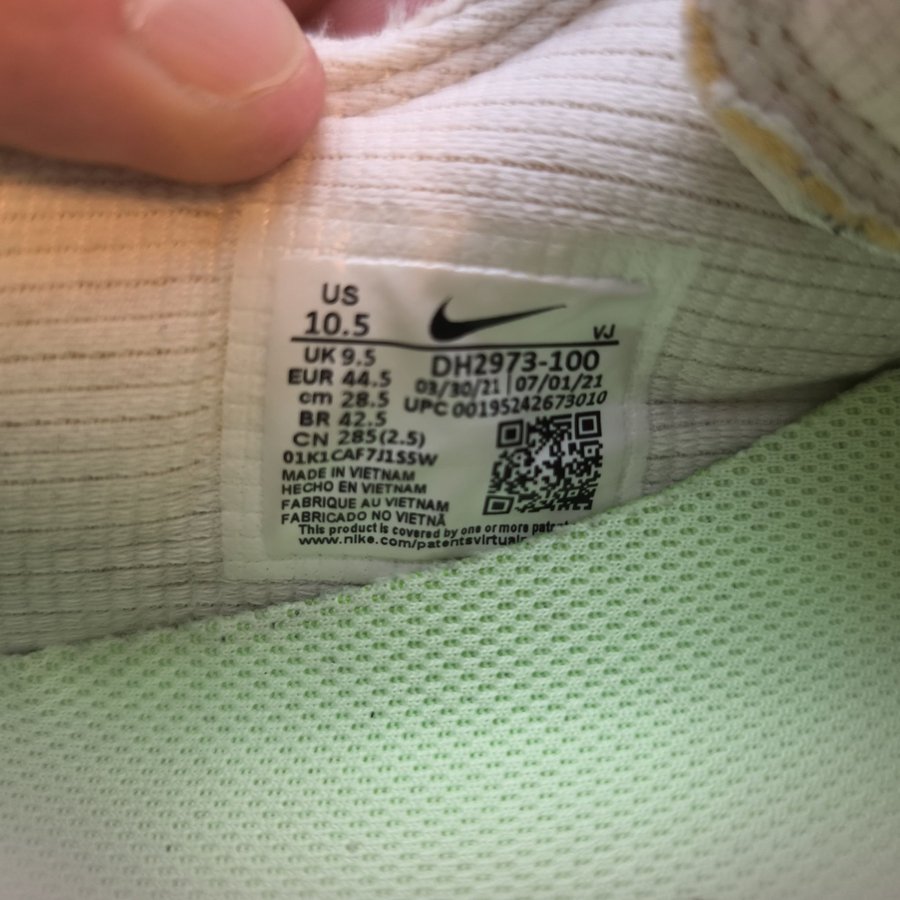 US
10.5
VJ
UK 9.5
DH2973-100
EUR 44.5
03/30/21 07/01/21
cm 28.5
UPC 00195242673010
BR 42.5
CN 285(2.5)
01K1CAF7J1SSW
MADE IN VIETNAM
HECHO EN VIETNAM
FABRIQUE AU VIETNAM
FABRICADO NO VIETNÃ
This product is covered by one or more
www.nike.com/patentsvirtual